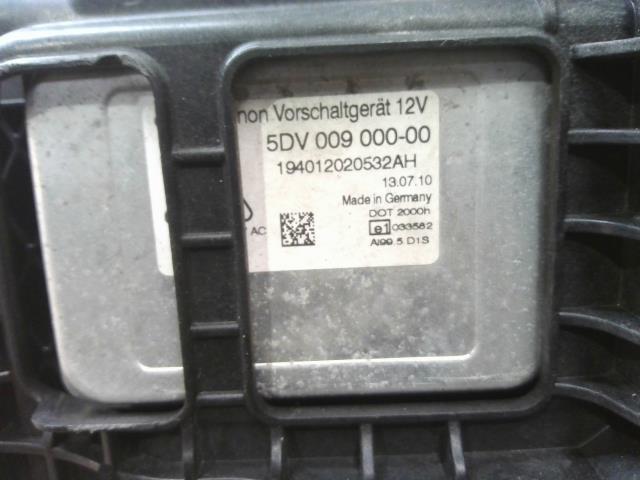 non Vorschaltgerät 12V
5DV 009 000-00
194012020532AH
13.07.10
Made in Germany
DOT 2000h
AC
e1 033582
AI99.5 D1S